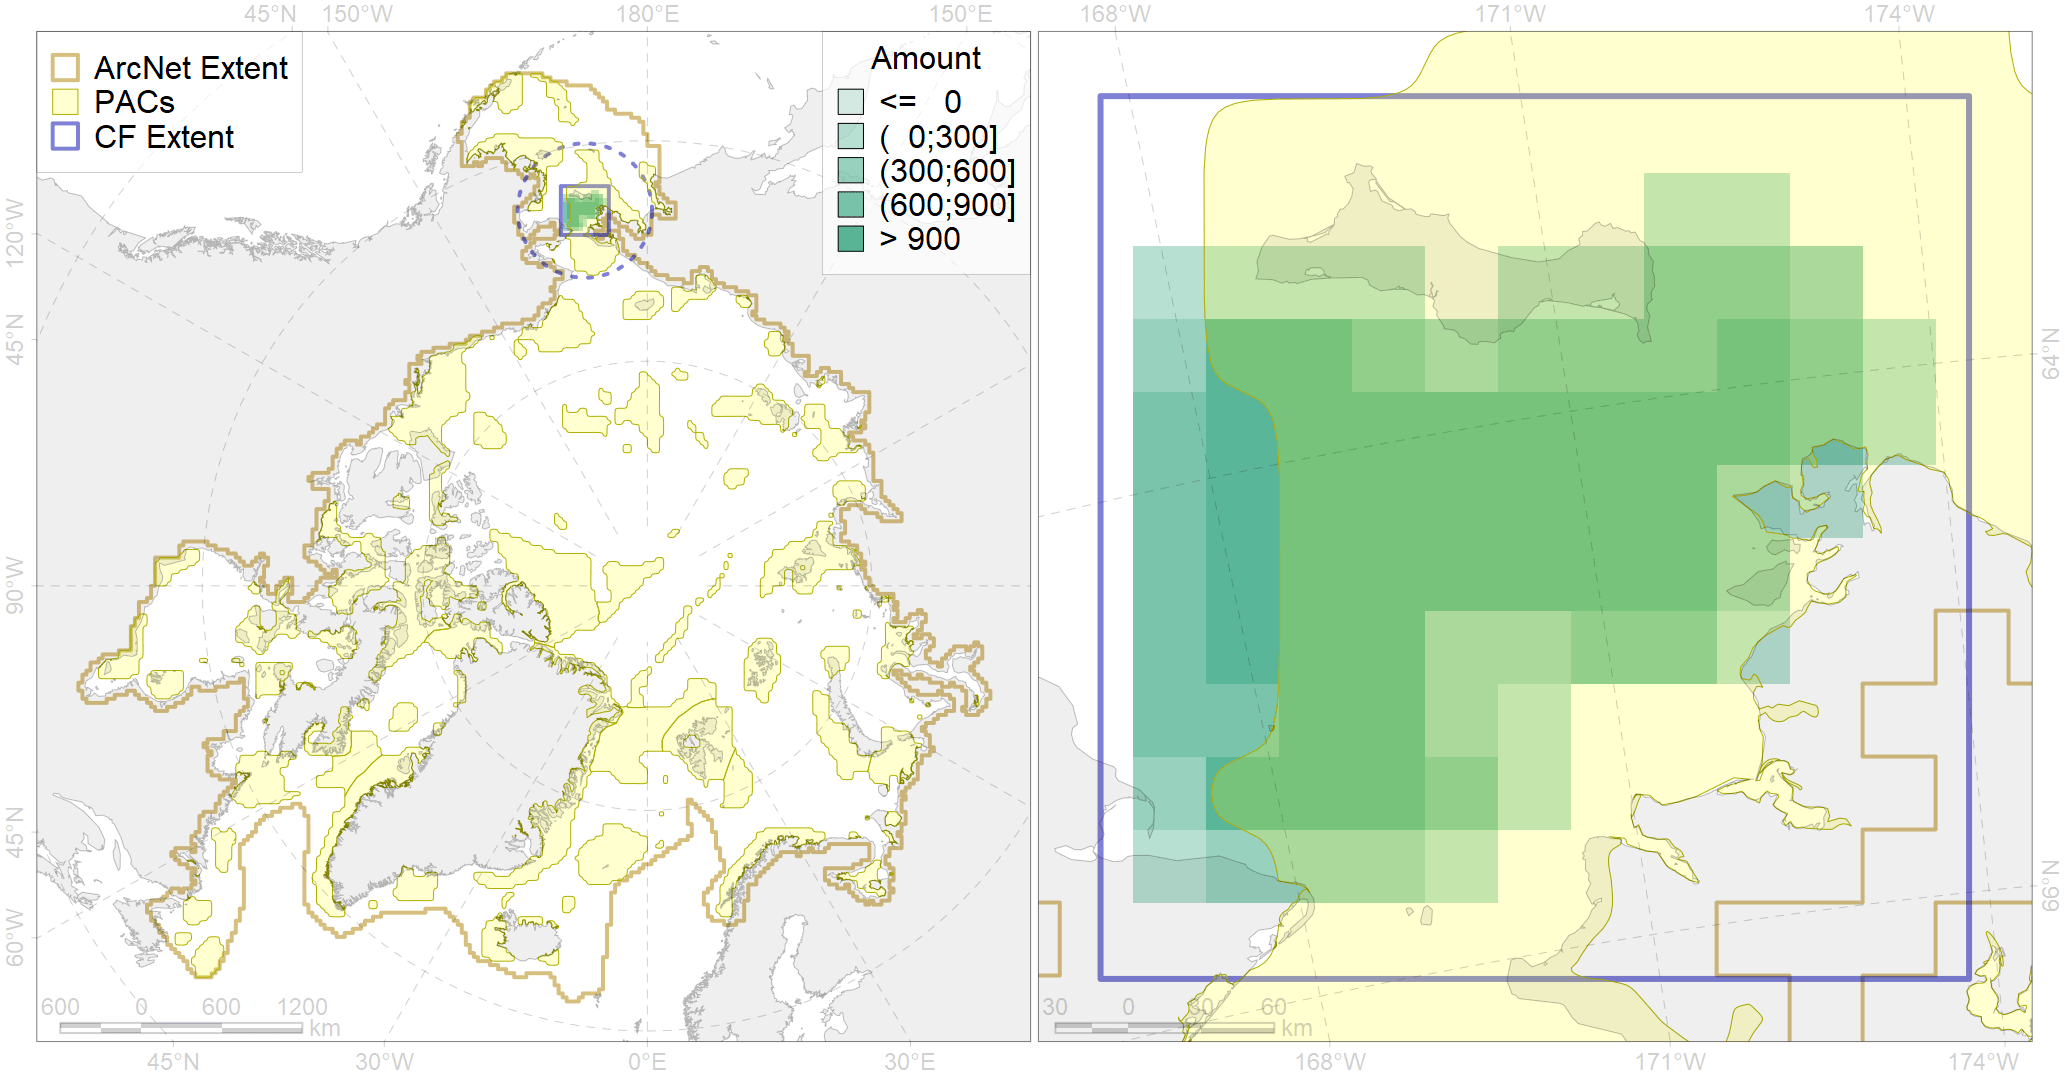 45°N 150°W 180°E 150°E 168°W 171°W 174°W
ArcNet Extent
PACs
CF Extent
Amount
<= 0
( 0;300]
(300;600]
(600;900]
> 900
120°W
45°N
90°W
45°N
60°W
64°N
66°N
600 0 600 1200
km
30 0 30 60
km
45°N 30°W 0°E 30°E 168°W 171°W 174°W